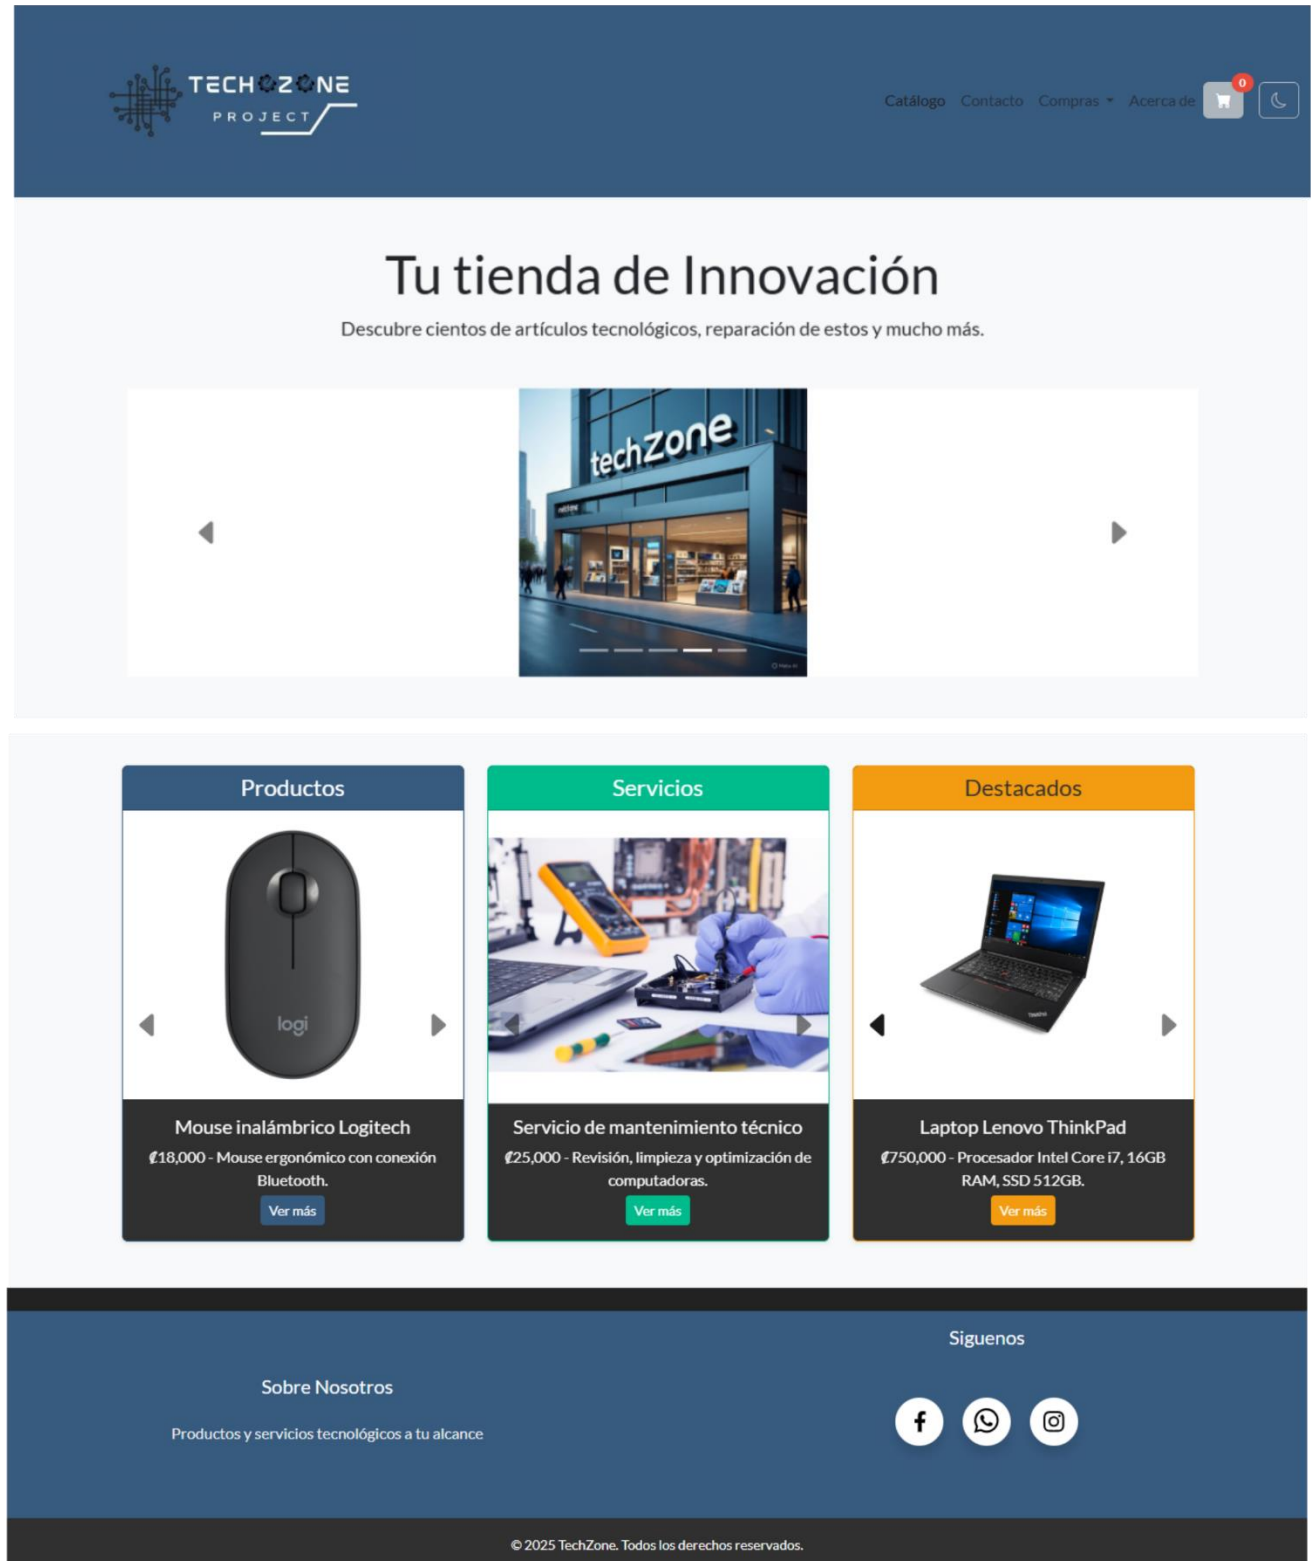 TECHZONE
PROJECT
Catálogo Contacto Compras Acerca de 0
Tu tienda de Innovación
Descubre cientos de artículos tecnológicos, reparación de estos y mucho más.
techzone
Meta AI
Productos
Servicios
Destacados
logi
ThinkPad
Mouse inalámbrico Logitech
₡18,000 - Mouse ergonómico con conexión
Bluetooth.
Ver más
Servicio de mantenimiento técnico
₡25,000 - Revisión, limpieza y optimización de
computadoras.
Ver más
Laptop Lenovo ThinkPad
₡750,000 - Procesador Intel Core i7, 16GB
RAM, SSD 512GB.
Ver más
Sobre Nosotros
Productos y servicios tecnológicos a tu alcance
Siguenos
© 2025 TechZone. Todos los derechos reservados.